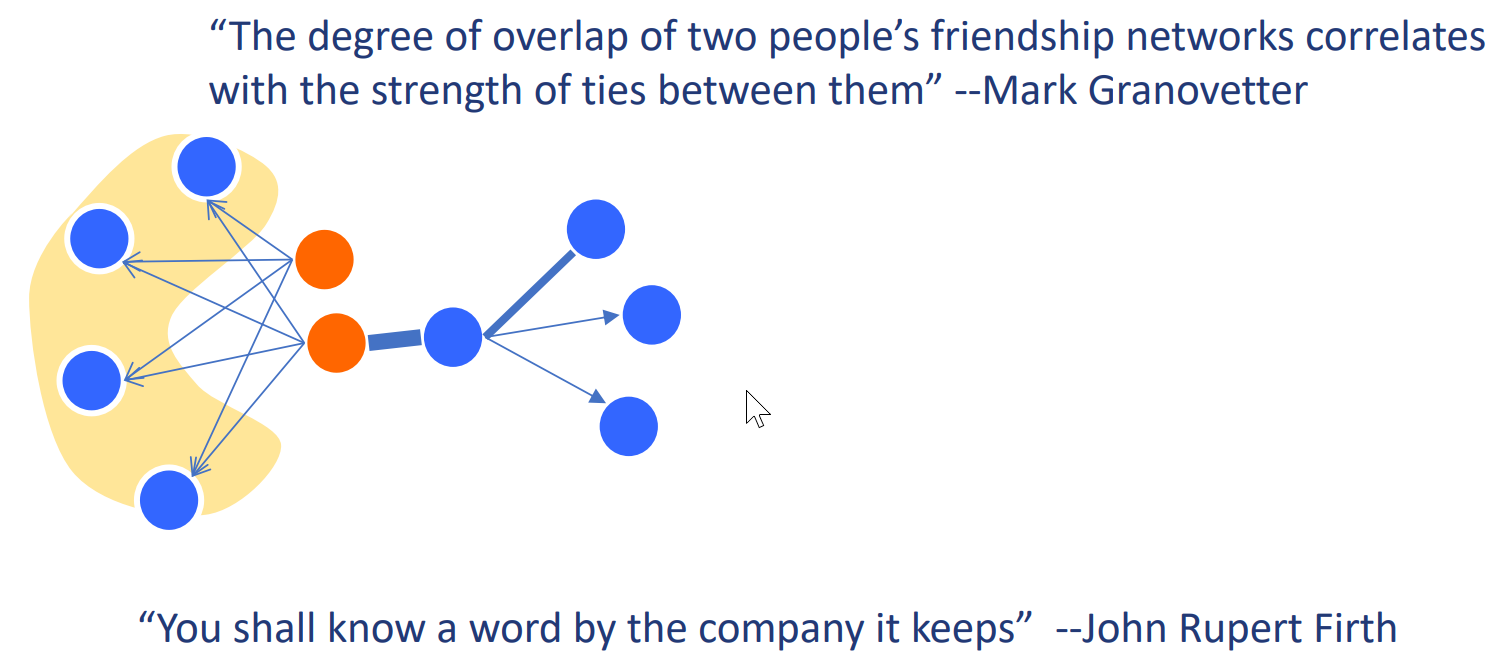 “The degree of overlap of two people’s friendship networks correlates
with the strength of ties between them” --Mark Granovetter
“You shall know a word by the company it keeps”  --John Rupert Firth